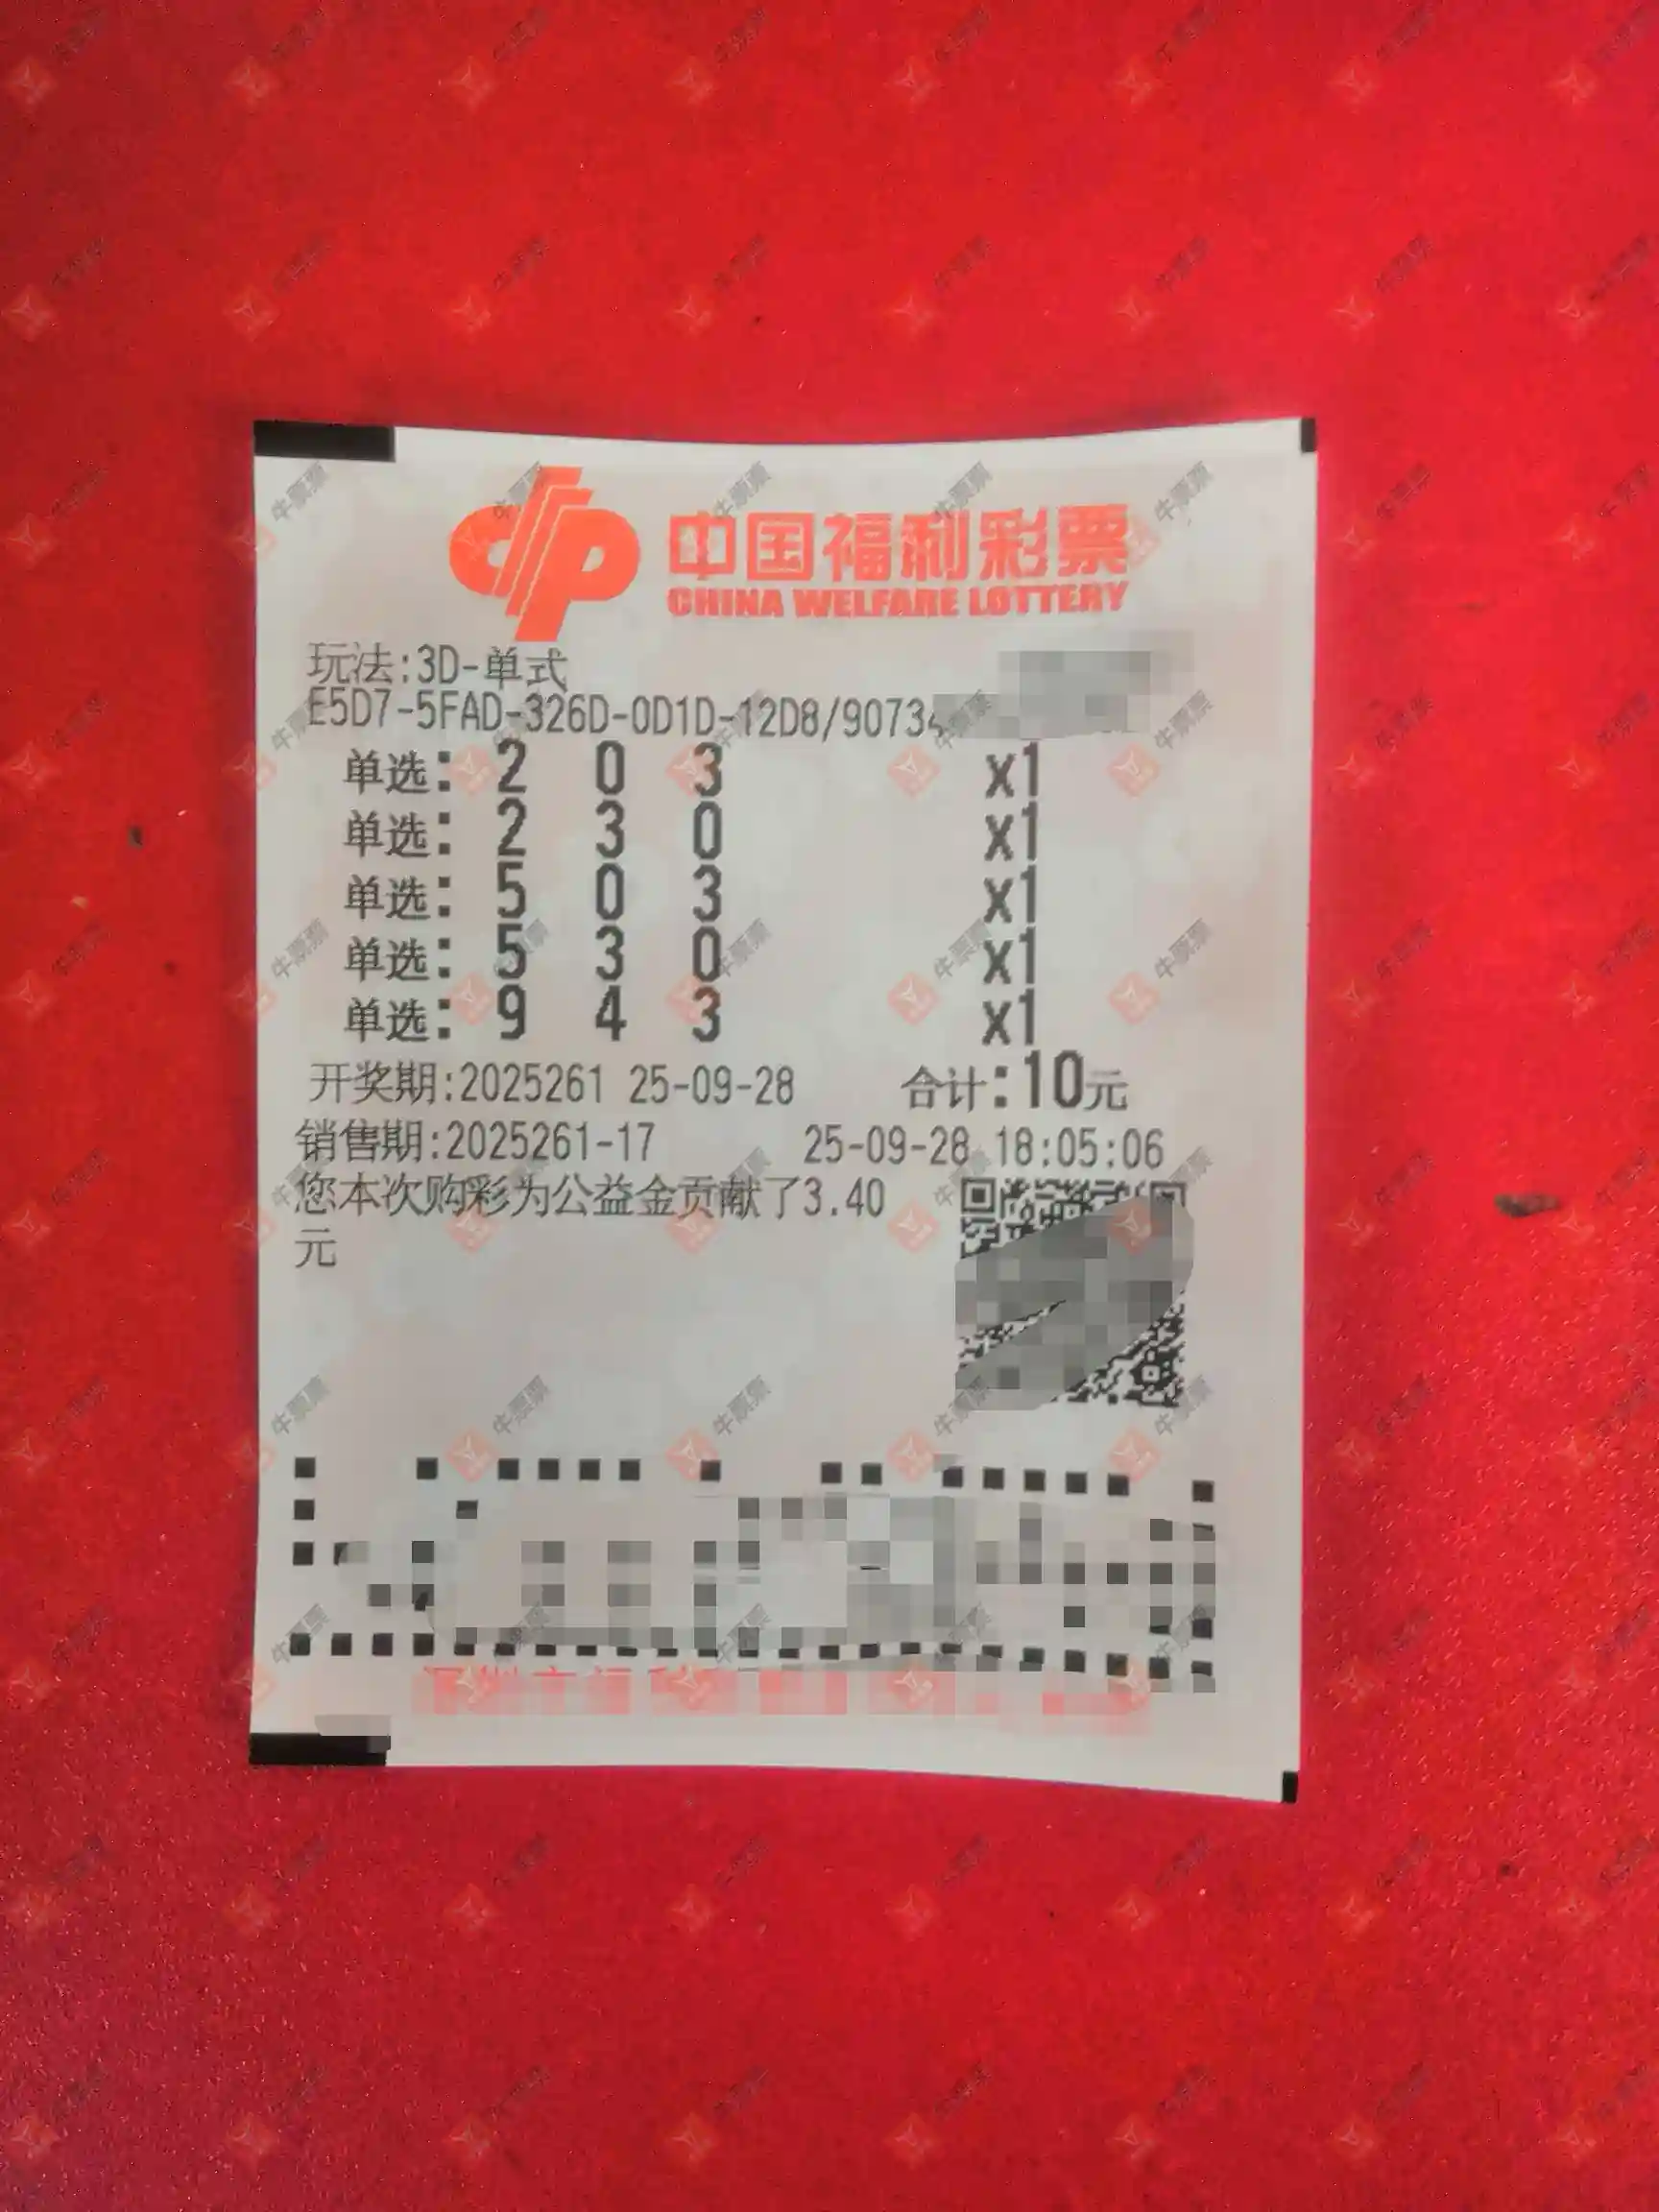 中国福利彩票
CHINA WELFARE LOTTERY
玩法:3D-单式
E5D7-5FAD-326D-0D1D-12D8/90734
单选: 2 0 3 x1
单选: 2 3 0 x1
单选: 5 0 3 x1
单选: 5 3 0 x1
单选: 9 4 3 x1
开奖期:2025261 25-09-28 合计:10元
销售期:2025261-17 25-09-28 18:05:06
您本次购彩为公益金贡献了3.40
元
牛票票